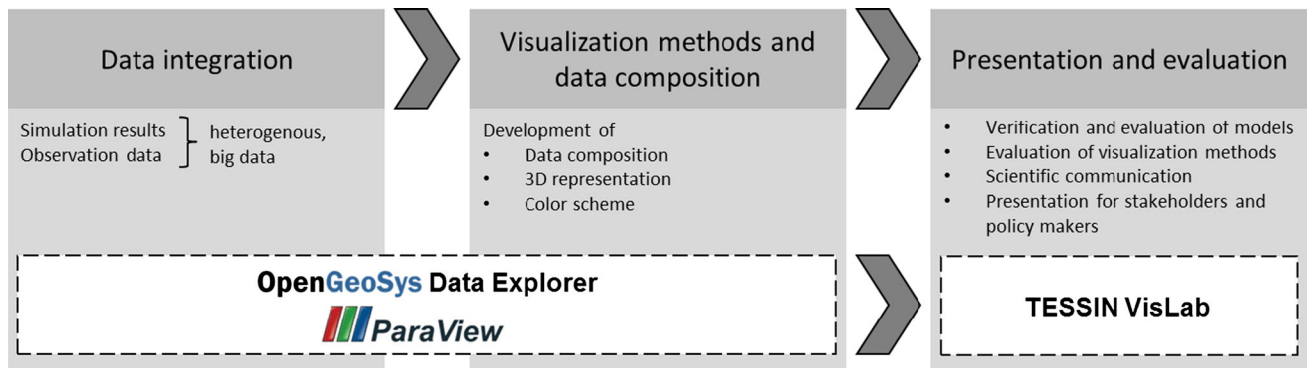 Data integration
Simulation results
Observation data
heterogenous,
big data
Visualization methods and
data composition
Development of
• Data composition
• 3D representation
• Color scheme
Presentation and evaluation
• Verification and evaluation of models
• Evaluation of visualization methods
• Scientific communication
• Presentation for stakeholders and
policy makers
OpenGeoSys Data Explorer
ParaView
TESSIN VisLab